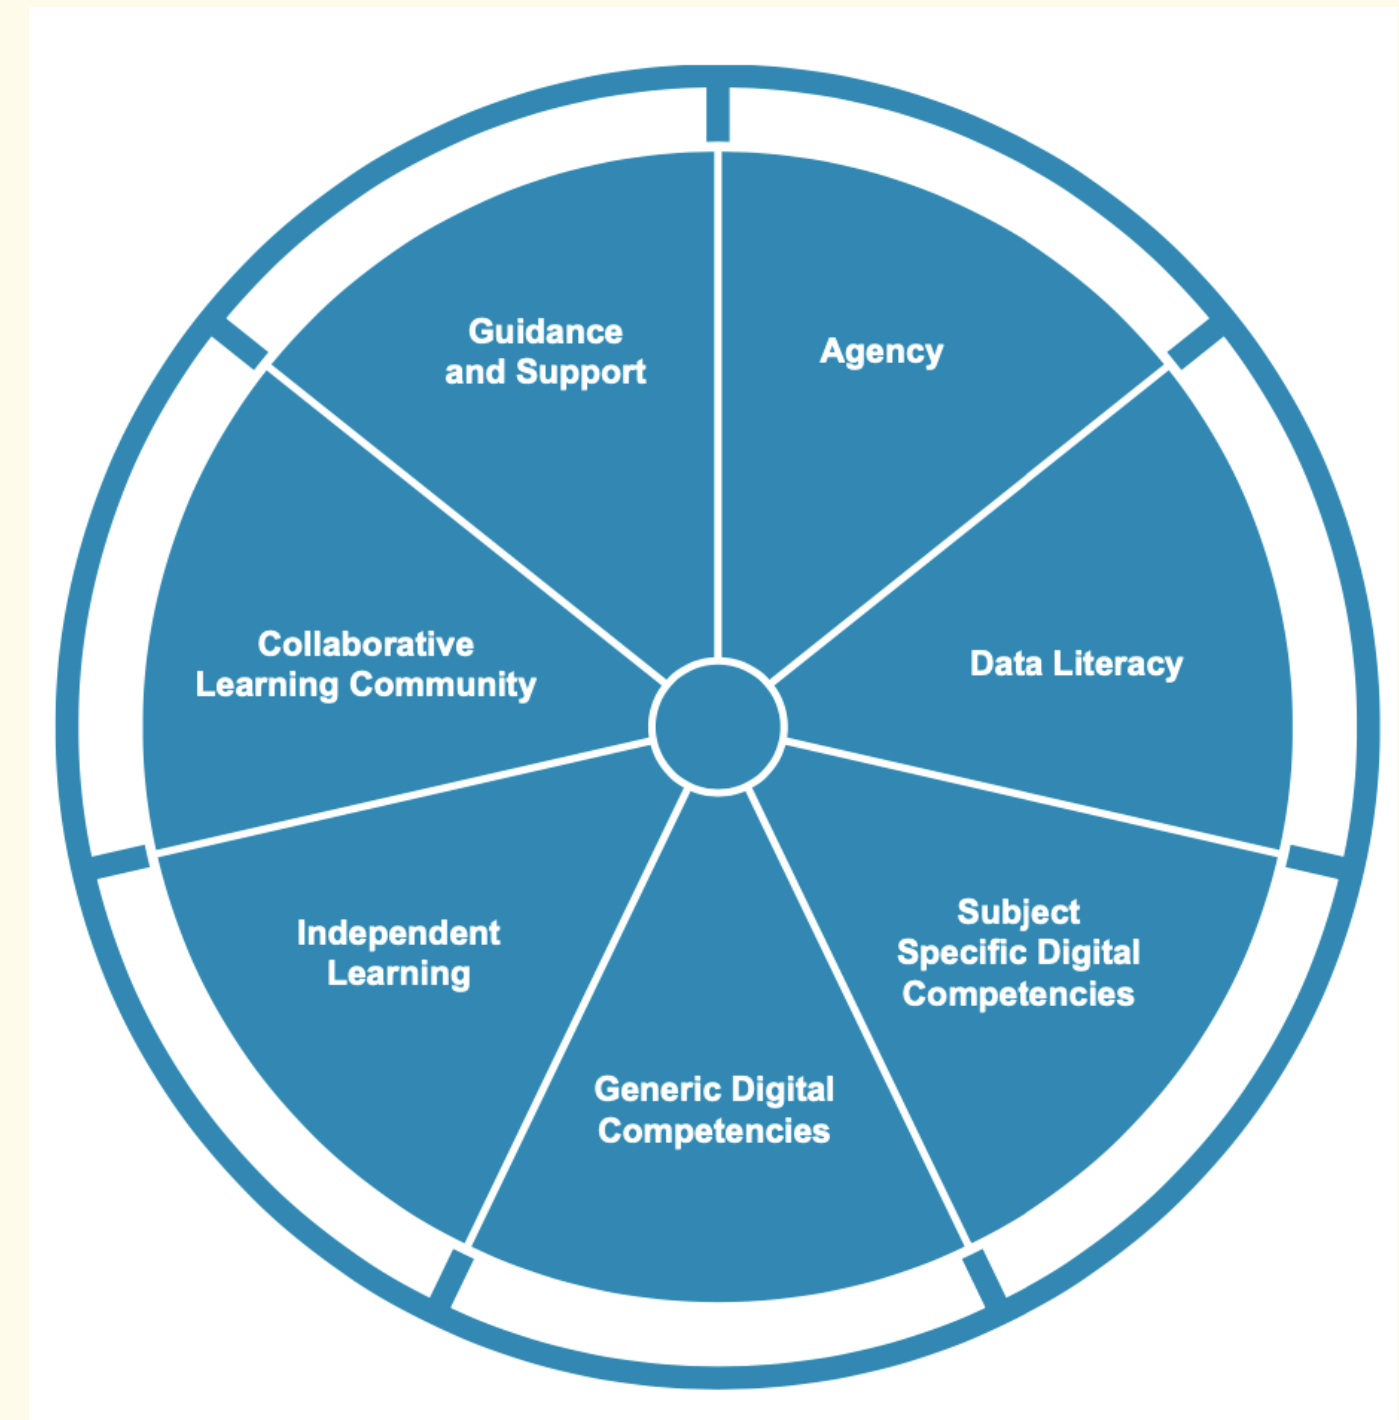 Guidance
and Support
Agency
Collaborative
Learning Community
Data Literacy
Independent
Learning
Subject
Specific Digital
Competencies
Generic Digital
Competencies